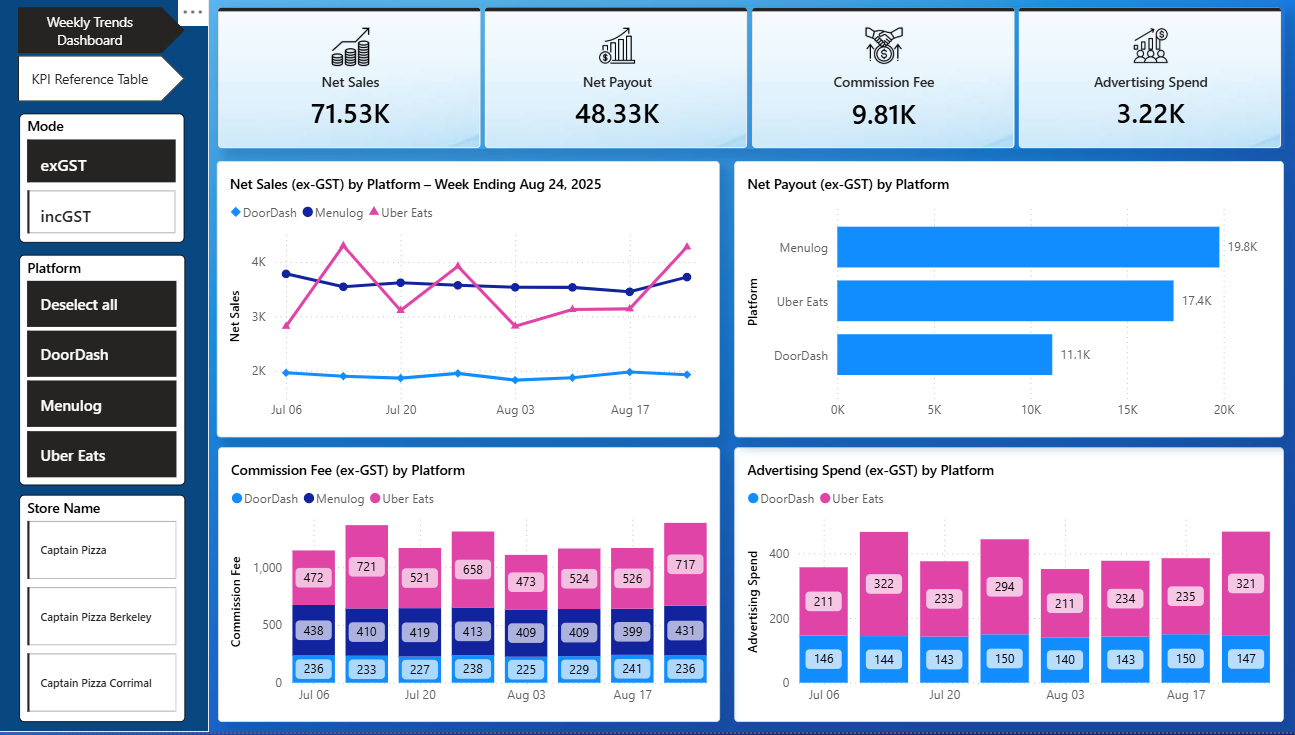 Weekly Trends
Dashboard
KPI Reference Table
Mode
exGST
incGST
Platform
Deselect all
DoorDash
Menulog
Uber Eats
Store Name
Captain Pizza
Captain Pizza Berkeley
Captain Pizza Corrimal
Net Sales
71.53K
Net Payout
48.33K
Commission Fee
9.81K
Advertising Spend
3.22K
Net Sales (ex-GST) by Platform – Week Ending Aug 24, 2025
DoorDash Menulog Uber Eats
Net Sales
4K
3K
2K
Jul 06 Jul 20 Aug 03 Aug 17
Net Payout (ex-GST) by Platform
Platform
Menulog 19.8K
Uber Eats 17.4K
DoorDash 11.1K
0K 5K 10K 15K 20K
Commission Fee (ex-GST) by Platform
DoorDash Menulog Uber Eats
Commission Fee
1,000
500
0
472 721 521 658 473 524 526 717
438 410 419 413 409 409 399 431
236 233 227 238 225 229 241 236
Jul 06 Jul 20 Aug 03 Aug 17
Advertising Spend (ex-GST) by Platform
DoorDash Uber Eats
Advertising Spend
400
200
0
211 322 233 294 211 234 235 321
146 144 143 150 140 143 150 147
Jul 06 Jul 20 Aug 03 Aug 17